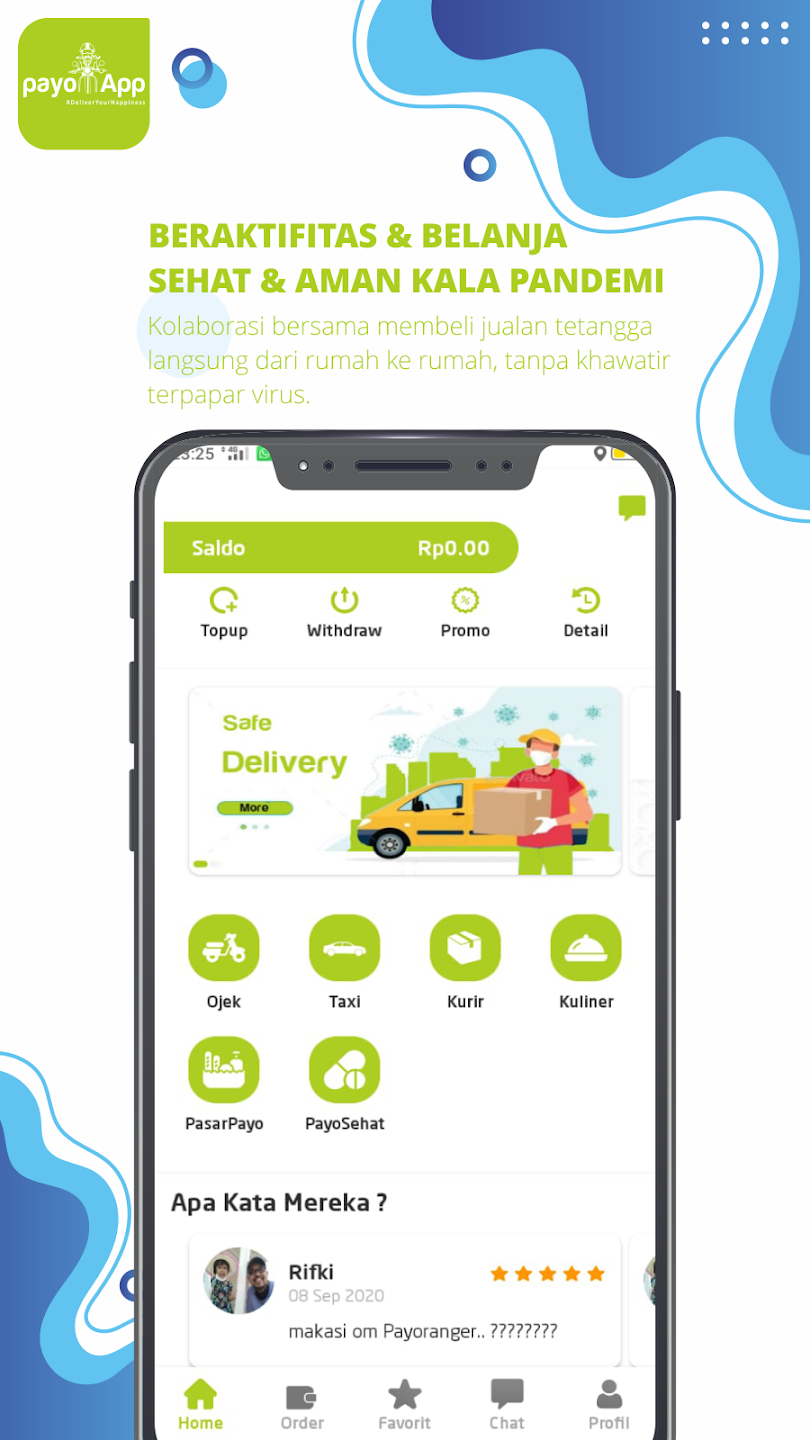 payo App
#DeliverYourHappiness
BERAKTIFITAS & BELANJA
SEHAT & AMAN KALA PANDEMI
Kolaborasi bersama membeli jualan tetangga
langsung dari rumah ke rumah, tanpa khawatir
terpapar virus.
3:25 4G
Saldo Rp0.00
Topup Withdraw Promo Detail
Safe
Delivery
More
Ojek Taxi Kurir Kuliner
PasarPayo PayoSehat
Apa Kata Mereka ?
Rifki
08 Sep 2020
makasi om Payoranger.. ????????
Home Order Favorit Chat Profil